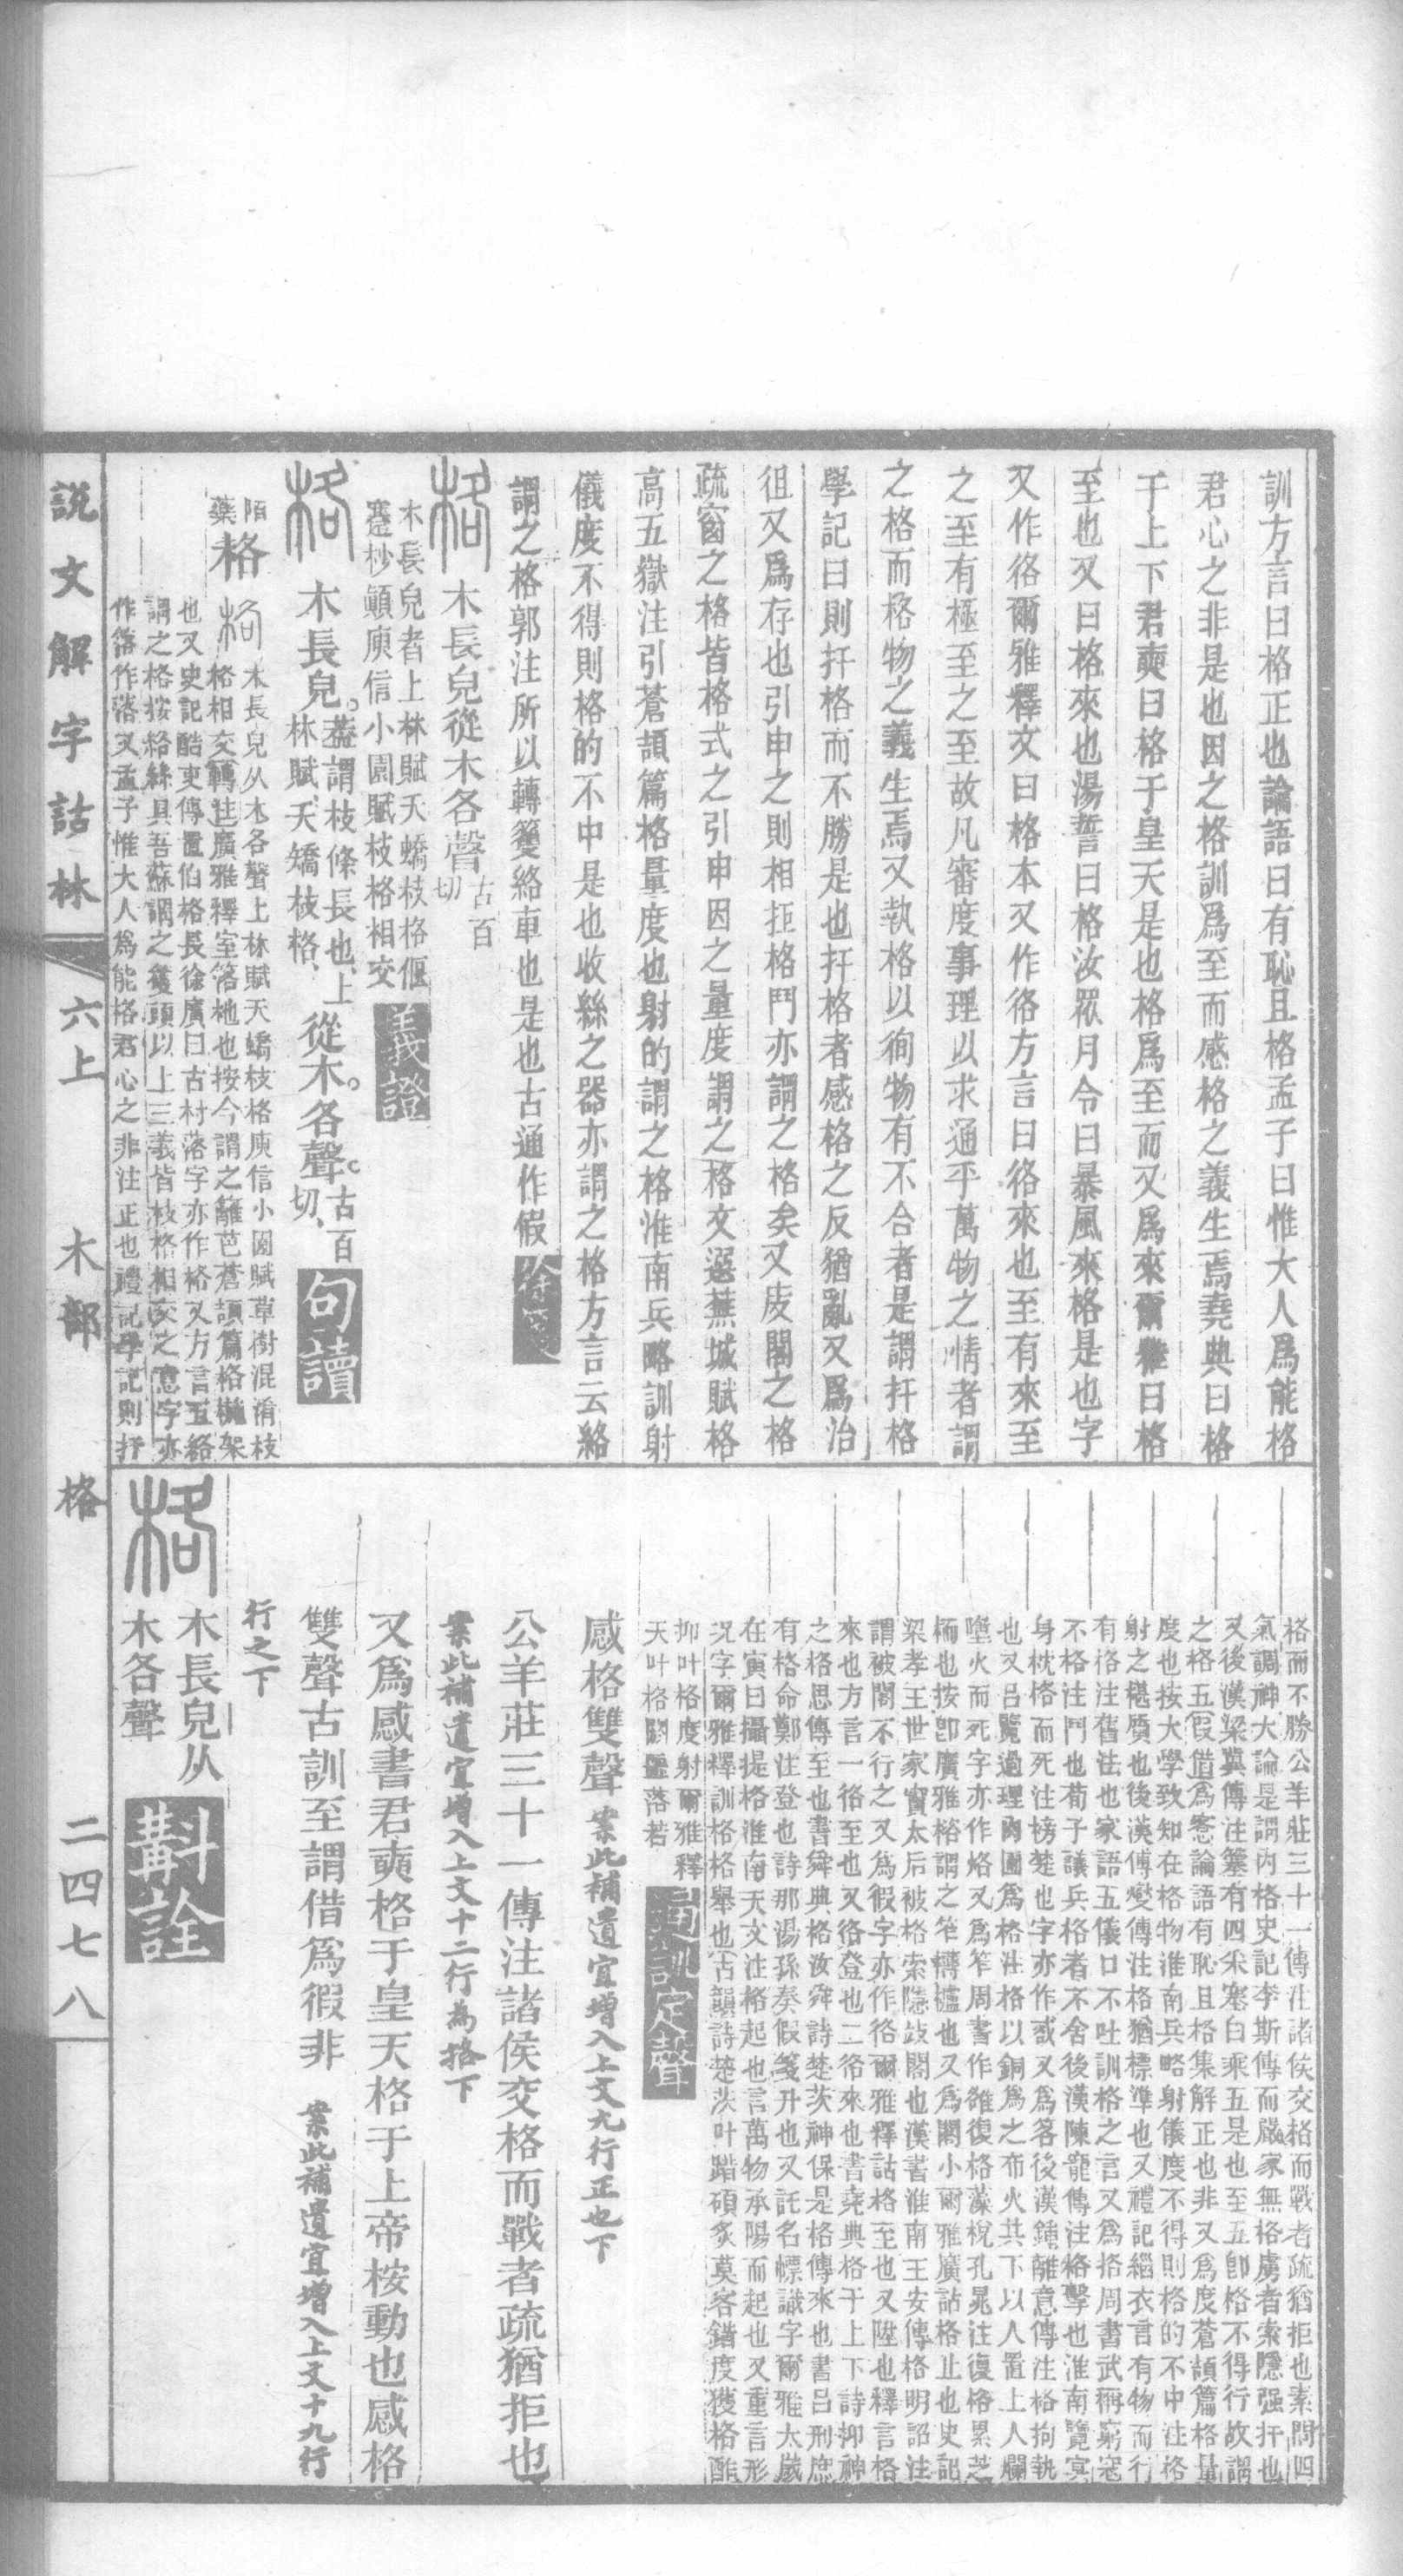 訓方言曰格正也論語曰有恥且格孟子曰惟大人爲能格
君心之非是也因之格訓爲至而感格之義生焉堯典曰格
于上下君奭曰格于皇天是也格爲至而又爲來爾雅曰格
至也又曰格來也湯誓曰格汝眾月令曰暴風來格是也字
又作徦爾雅釋文曰格本又作徦方言曰徦來也至有來至
之至有極至之至故凡審度事理以求通乎萬物之情者謂
之格而格物之義生焉又執格以徇物有不合者是謂扞格
學記曰則扞格而不勝是也扞格者感格之反猶亂又爲治
徂又爲存也引申之則相拒格鬥亦謂之格矣又庋閣之格
疏窗之格皆格式之引申因之量度謂之格文選蕪城賦格
高五嶽注引蒼頡篇格量度也射的謂之格淮南兵略訓射
儀度不得則格的不中是也收絲之器亦謂之格方言云絡
謂之格郭注所以轉籆絡車也是也古通作假 徐箋
格 木長皃從木各聲 古百切
木長皃者上林賦夭蟜枝格偃
蹇杪顛庾信小園賦枝格相交 義證
格 木長皃。蓋謂枝條長也、上林賦、夭矯枝格、 從木。各聲。古百切、 句讀
陌藥 格 格 木長皃从木各聲上林賦夭蟜枝格庾信小園賦草樹混淆枝
格相交轉注廣雅釋室落杝也按今謂之籬芭蒼頡篇格欐架
也又史記酷吏傳置伯格長徐廣曰古村落字亦作格又方言五絡
謂之格按絡絲具吾蘇謂之籆頭以上三義皆枝格相交之意字亦
作落作落又孟子惟大人爲能格君心之非注正也禮記學記則扞
格而不勝公羊莊三十一傳注諸侯交格而戰者疏猶拒也素問四
氣調神大論是謂內格史記李斯傳而嚴家無格虜者索隱强扞也
又後漢梁冀傳注簺有四采塞白乘五是也至五卽格不得行故謂
之格五假借爲愙論語有恥且格集解正也非又爲度蒼頡篇格量
度也按大學致知在格物淮南兵略射儀度不得則格的不中注格
射之椹質也後漢傅燮傳注格猶標準也又禮記緇衣言有物而行
有格注舊法也家語五儀口不吐訓格之言又爲挌周書武稱窮寇
不格注鬥也荀子議兵格者不舍後漢陳寵傳注格擊也淮南覽冥
身枕格而死注榜楚也字亦作戓又爲笿後漢鍾離意傳注格拘執
也又呂覽過理肉圃爲格注格以銅爲之布火其下以人置上人爛
墮火而死字亦作烙又爲笮周書作雒復格藻梲孔晁注復格累芝
栭也按卽廣雅格謂之笮欂櫨也又爲閣小爾雅廣詁格止也史記
梁孝王世家竇太后被格索隱歧閣也漢書淮南王安傳格明詔注
謂被閣不行之又爲徦字亦作徦爾雅釋詁格至也又陞也釋言格
來也方言一徦至也又徦登也二徦來也書堯典格于上下詩抑神
之格思傳至也書舜典格汝舜詩楚茨神保是格傳來也書呂刑庶
有格命鄭注登也詩那湯孫奏假箋升也又託名幖識字爾雅太歲
在寅曰攝提格淮南天文注格起也言萬物承陽而起也又重言形
況字爾雅釋訓格格舉也古韻詩楚茨叶踖碩炙莫客錯度獲格酢
抑叶格度射爾雅釋
天叶格 落若 通訓定聲
感格雙聲 案此補遺宜增入上文九行正也下
公羊莊三十一傳注諸侯交格而戰者疏猶拒也
案此補遺宜增入上文十二行為挌下
又爲感書君奭格于皇天格于上帝桉動也感格
雙聲古訓至謂借爲徦非 案此補遺宜增入上文十九行
行之下
格 木長皃从木各聲 斠詮
說文解字詁林 六上 木部 格 二四七八